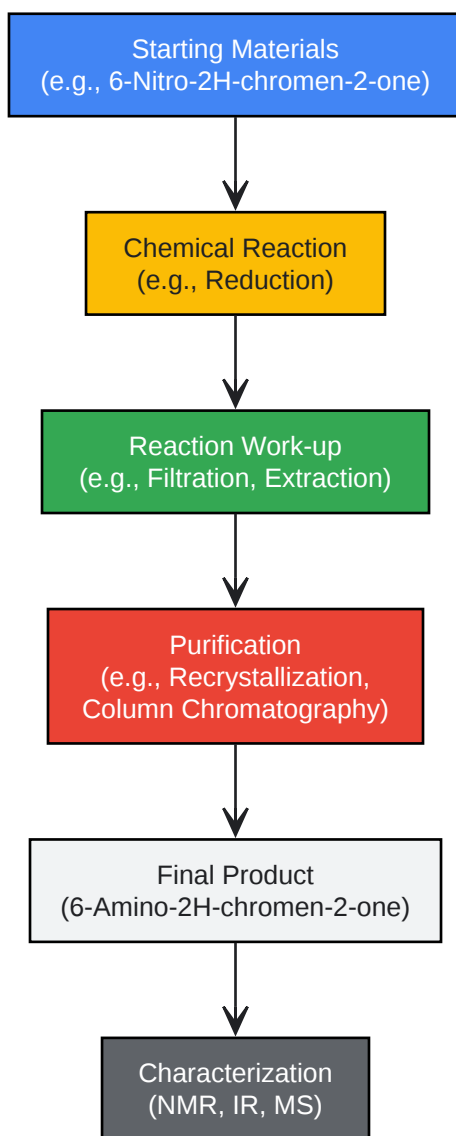 Starting Materials
(e.g., 6-Nitro-2H-chromen-2-one)
Chemical Reaction
(e.g., Reduction)
Reaction Work-up
(e.g., Filtration, Extraction)
Purification
(e.g., Recrystallization,
Column Chromatography)
Final Product
(6-Amino-2H-chromen-2-one)
Characterization
(NMR, IR, MS)